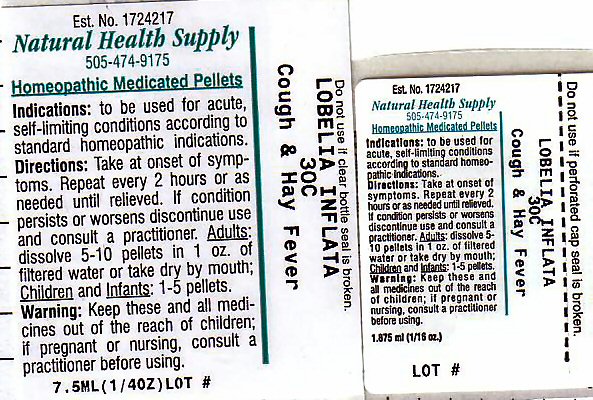 Est. No. 1724217
Natural Health Supply
505-474-9175
Homeopathic Medicated Pellets
Indications: to be used for acute,
self-limiting conditions according to
standard homeopathic indications.
Directions: Take at onset of symp-
toms. Repeat every 2 hours or as
needed until relieved. If condition
persists or worsens discontinue use
and consult a practitioner. Adults:
dissolve 5-10 pellets in 1 oz. of
filtered water or take dry by mouth;
Children and Infants: 1-5 pellets.
Warning: Keep these and all medi-
cines out of the reach of children;
if pregnant or nursing, consult a
practitioner before using.
7.5ML(1/4OZ)LOT #
Do not use if clear bottle seal is broken.
LOBELIA INFLATA
30C
Cough & Hay Fever
Est. No. 1724217
Natural Health Supply
505-474-9175
Homeopathic Medicated Pellets
Indications: to be used for
acute, self-limiting conditions
according to standard homeo-
pathic-indications.
Directions: Take at onset of
symptoms. Repeat every 2
hours or as needed until relieved.
If condition persists or worsens
discontinue use and consult a
practitioner. Adults: dissolve 5-
10 pellets in 1 oz. of filtered
water or take dry by mouth;
Children and Infants: 1-5 pellets.
Warning: Keep these and
all medicines out of the reach
of children; if pregnant or
nursing, consult a practitioner
before using.
1.875 ml (1/16 oz.)
LOT #
Do not use if perforated cap seal is broken.
LOBELIA INFLATA
30C
Cough & Hay Fever